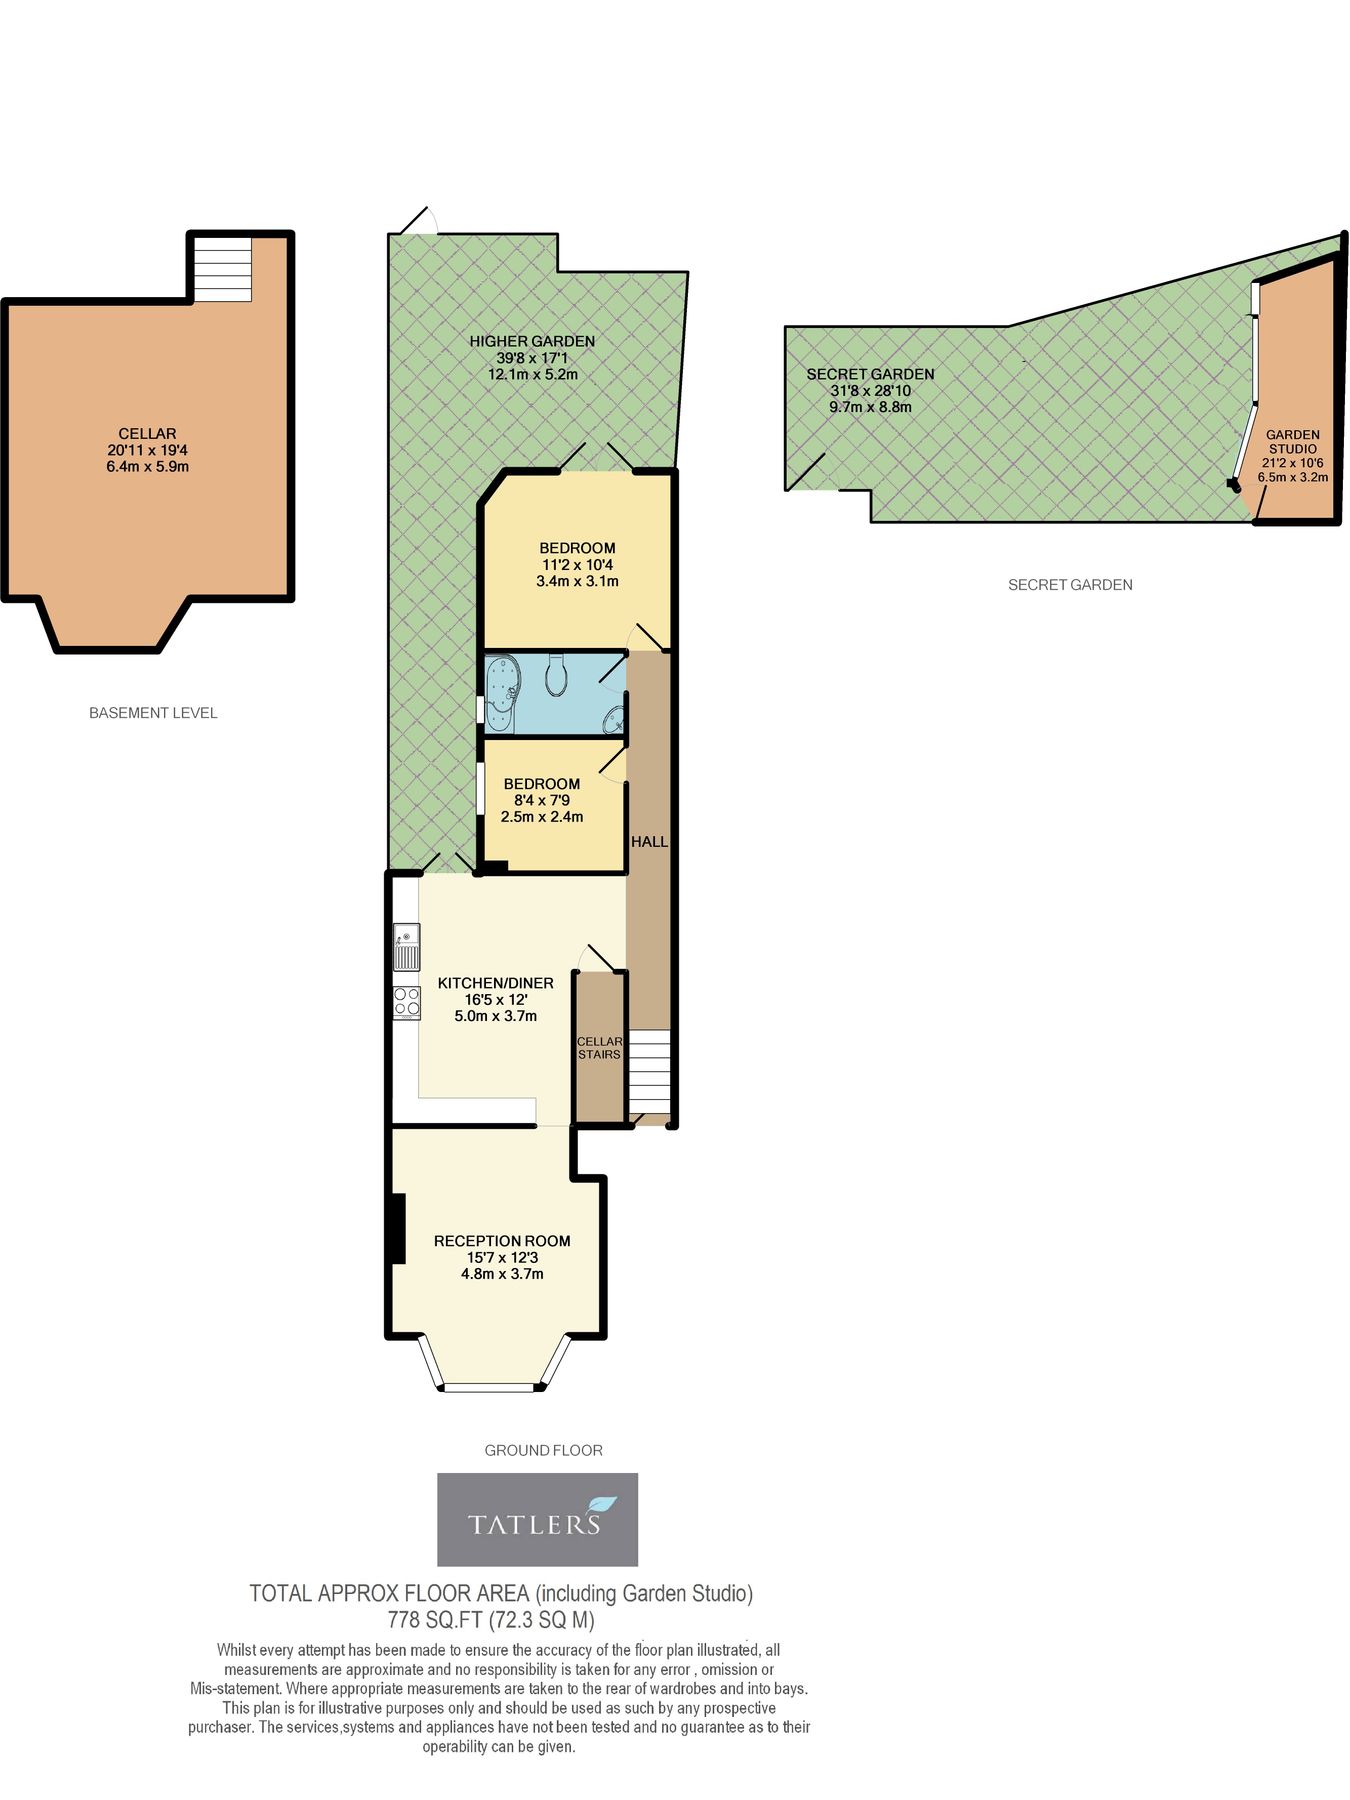 CELLAR
20'11 x 19'4
6.4m x 5.9m
BASEMENT LEVEL
HIGHER GARDEN
39'8 x 17'1
12.1m x 5.2m
BEDROOM
11'2 x 10'4
3.4m x 3.1m
BEDROOM
8'4 x 7'9
2.5m x 2.4m
HALL
KITCHEN/DINER
16'5 x 12'
5.0m x 3.7m
CELLAR
STAIRS
RECEPTION ROOM
15'7 x 12'3
4.8m x 3.7m
GROUND FLOOR
SECRET GARDEN
31'8 x 28'10
9.7m x 8.8m
GARDEN
STUDIO
21'2 x 10'6
6.5m x 3.2m
SECRET GARDEN
TATLERS
TOTAL APPROX FLOOR AREA (including Garden Studio)
778 SQ.FT (72.3 SQ M)
Whilst every attempt has been made to ensure the accuracy of the floor plan illustrated, all
measurements are approximate and no responsibility is taken for any error , omission or
Mis-statement. Where appropriate measurements are taken to the rear of wardrobes and into bays.
This plan is for illustrative purposes only and should be used as such by any prospective
purchaser. The services,systems and appliances have not been tested and no guarantee as to their
operability can be given.